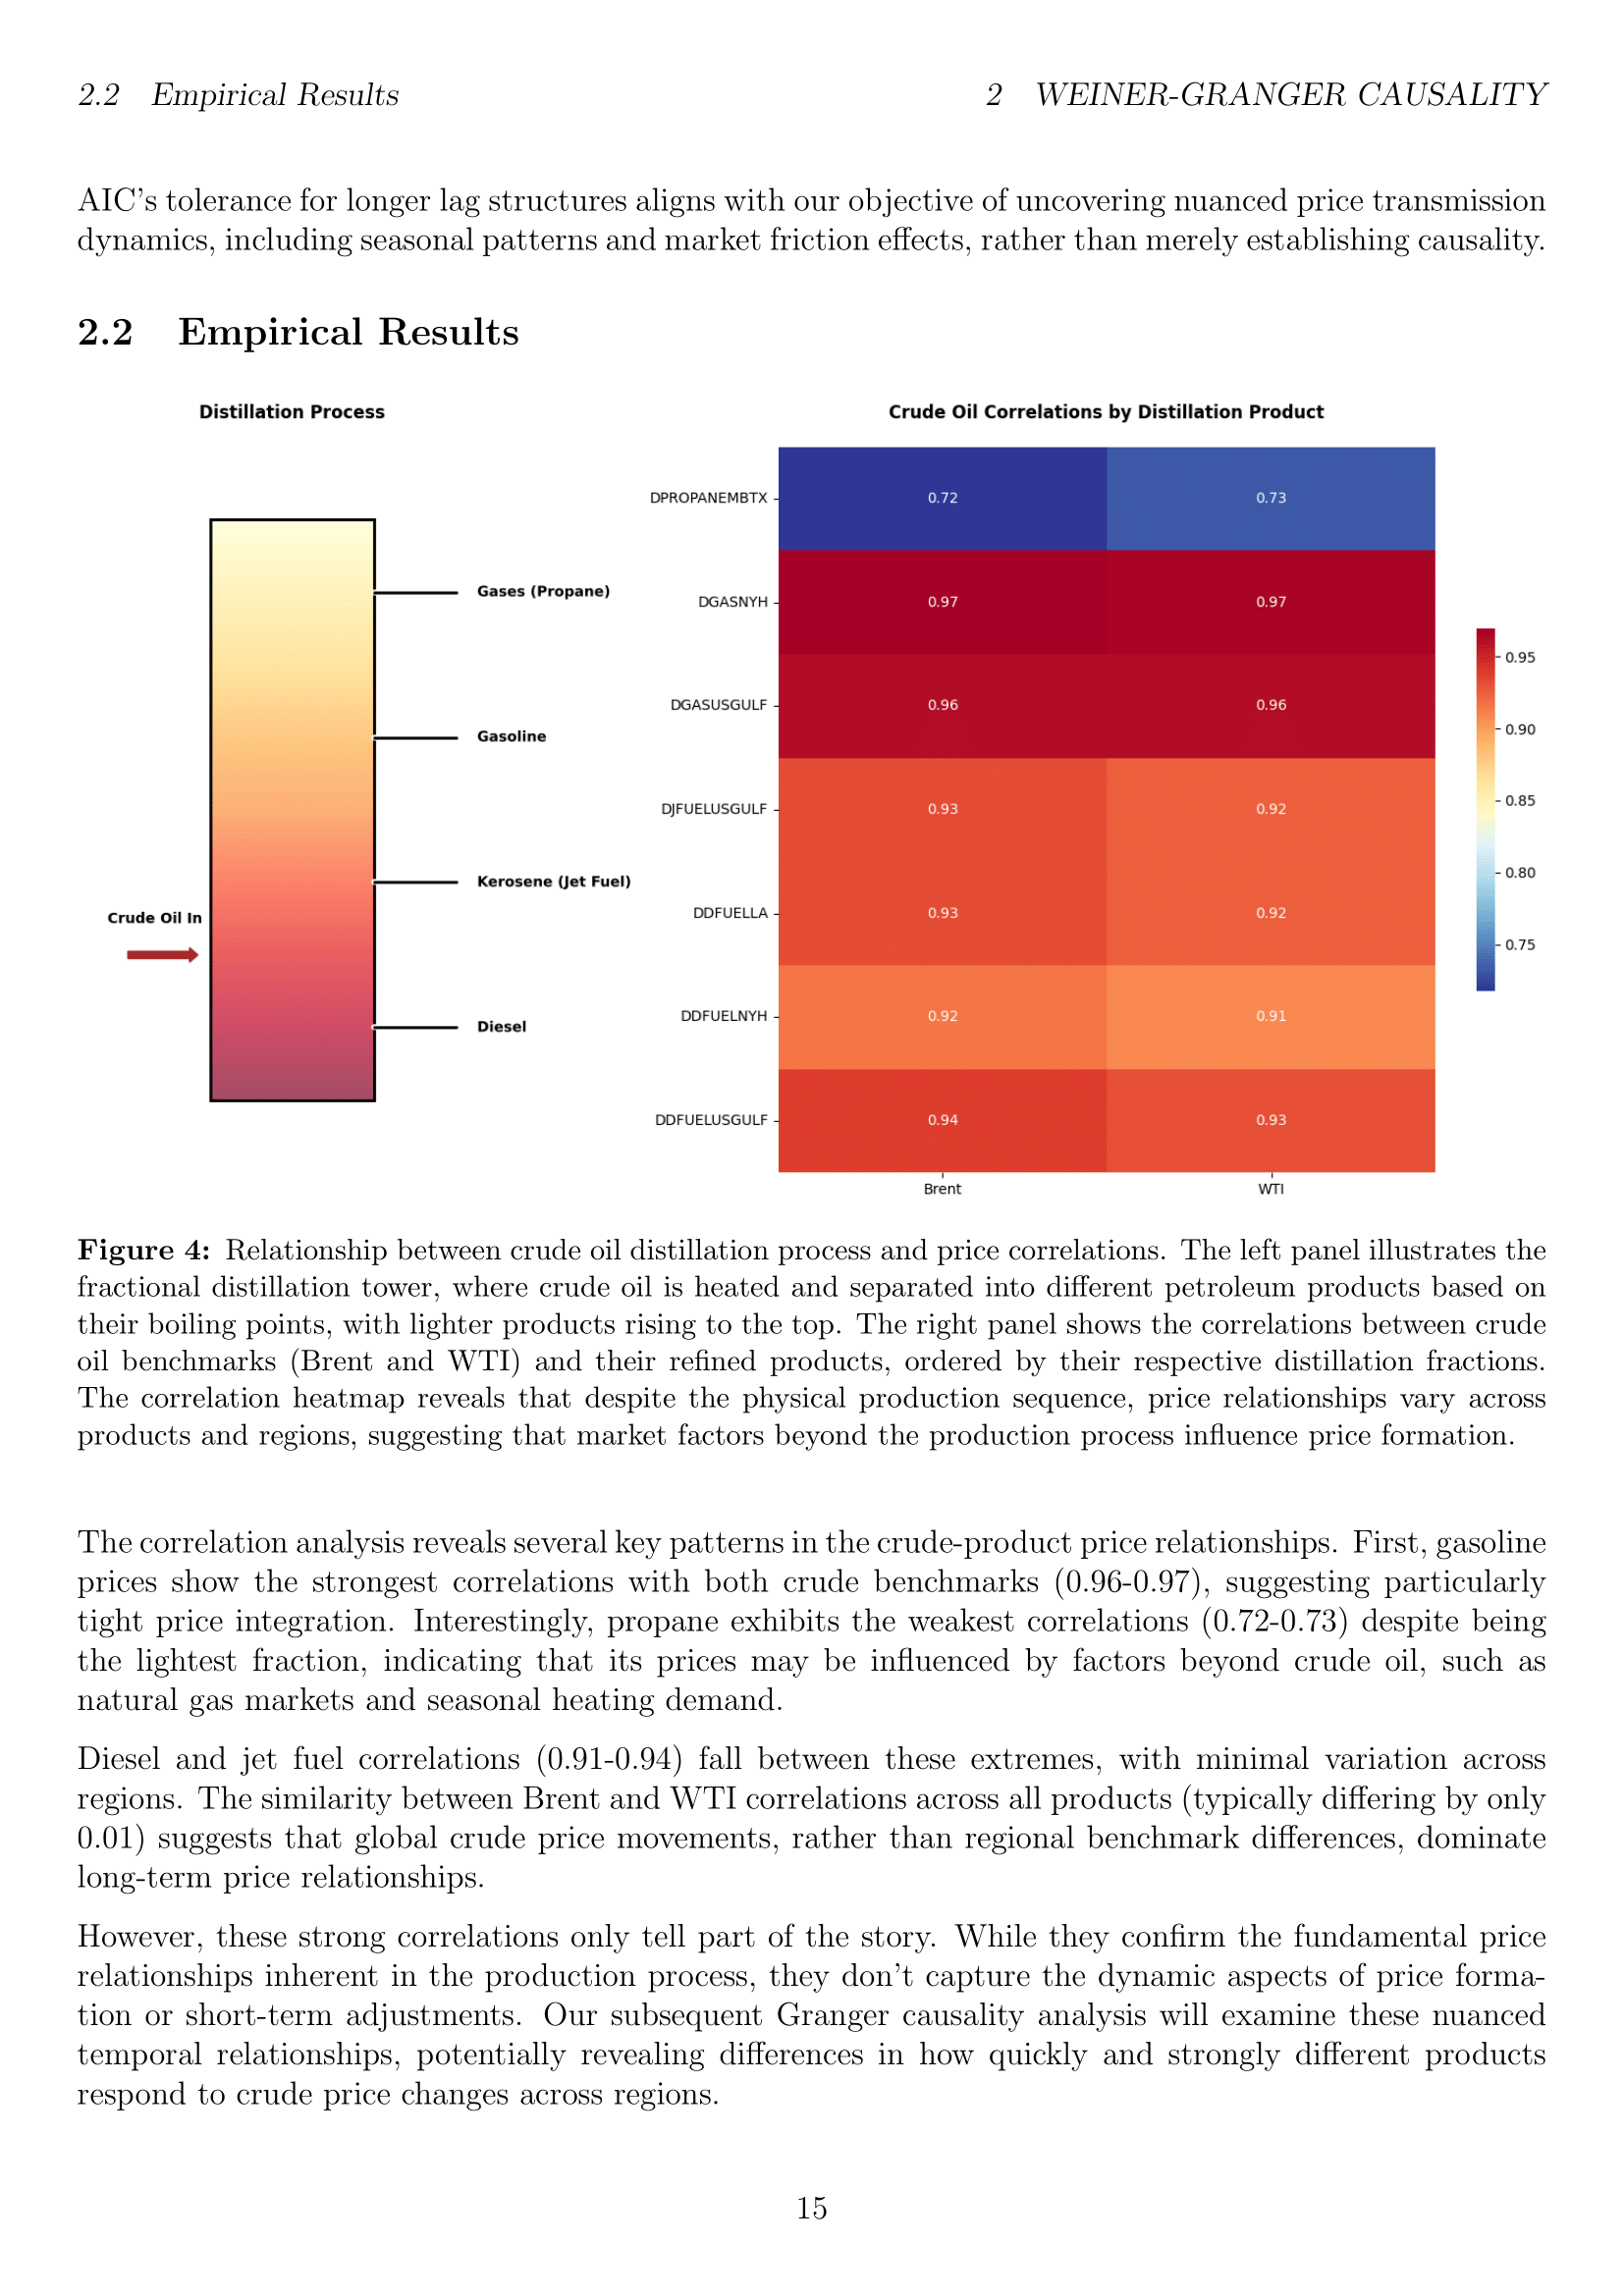 2.2 Empirical Results 2 WEINER-GRANGER CAUSALITY
AIC's tolerance for longer lag structures aligns with our objective of uncovering nuanced price transmission
dynamics, including seasonal patterns and market friction effects, rather than merely establishing causality.
2.2 Empirical Results
Distillation Process
Gases (Propane)
Gasoline
Kerosene (Jet Fuel)
Crude Oil In
Diesel
Crude Oil Correlations by Distillation Product
DPROPANEMBTX 0.72 0.73
DGASNYH 0.97 0.97
DGASUSGULF 0.96 0.96
DJFUELUSGULF 0.93 0.92
DDFUELLA 0.93 0.92
DDFUELNYH 0.92 0.91
DDFUELUSGULF 0.94 0.93
Brent WTI
0.95
0.90
0.85
0.80
0.75
Figure 4: Relationship between crude oil distillation process and price correlations. The left panel illustrates the
fractional distillation tower, where crude oil is heated and separated into different petroleum products based on
their boiling points, with lighter products rising to the top. The right panel shows the correlations between crude
oil benchmarks (Brent and WTI) and their refined products, ordered by their respective distillation fractions.
The correlation heatmap reveals that despite the physical production sequence, price relationships vary across
products and regions, suggesting that market factors beyond the production process influence price formation.
The correlation analysis reveals several key patterns in the crude-product price relationships. First, gasoline
prices show the strongest correlations with both crude benchmarks (0.96-0.97), suggesting particularly
tight price integration. Interestingly, propane exhibits the weakest correlations (0.72-0.73) despite being
the lightest fraction, indicating that its prices may be influenced by factors beyond crude oil, such as
natural gas markets and seasonal heating demand.
Diesel and jet fuel correlations (0.91-0.94) fall between these extremes, with minimal variation across
regions. The similarity between Brent and WTI correlations across all products (typically differing by only
0.01) suggests that global crude price movements, rather than regional benchmark differences, dominate
long-term price relationships.
However, these strong correlations only tell part of the story. While they confirm the fundamental price
relationships inherent in the production process, they don't capture the dynamic aspects of price forma-
tion or short-term adjustments. Our subsequent Granger causality analysis will examine these nuanced
temporal relationships, potentially revealing differences in how quickly and strongly different products
respond to crude price changes across regions.
15